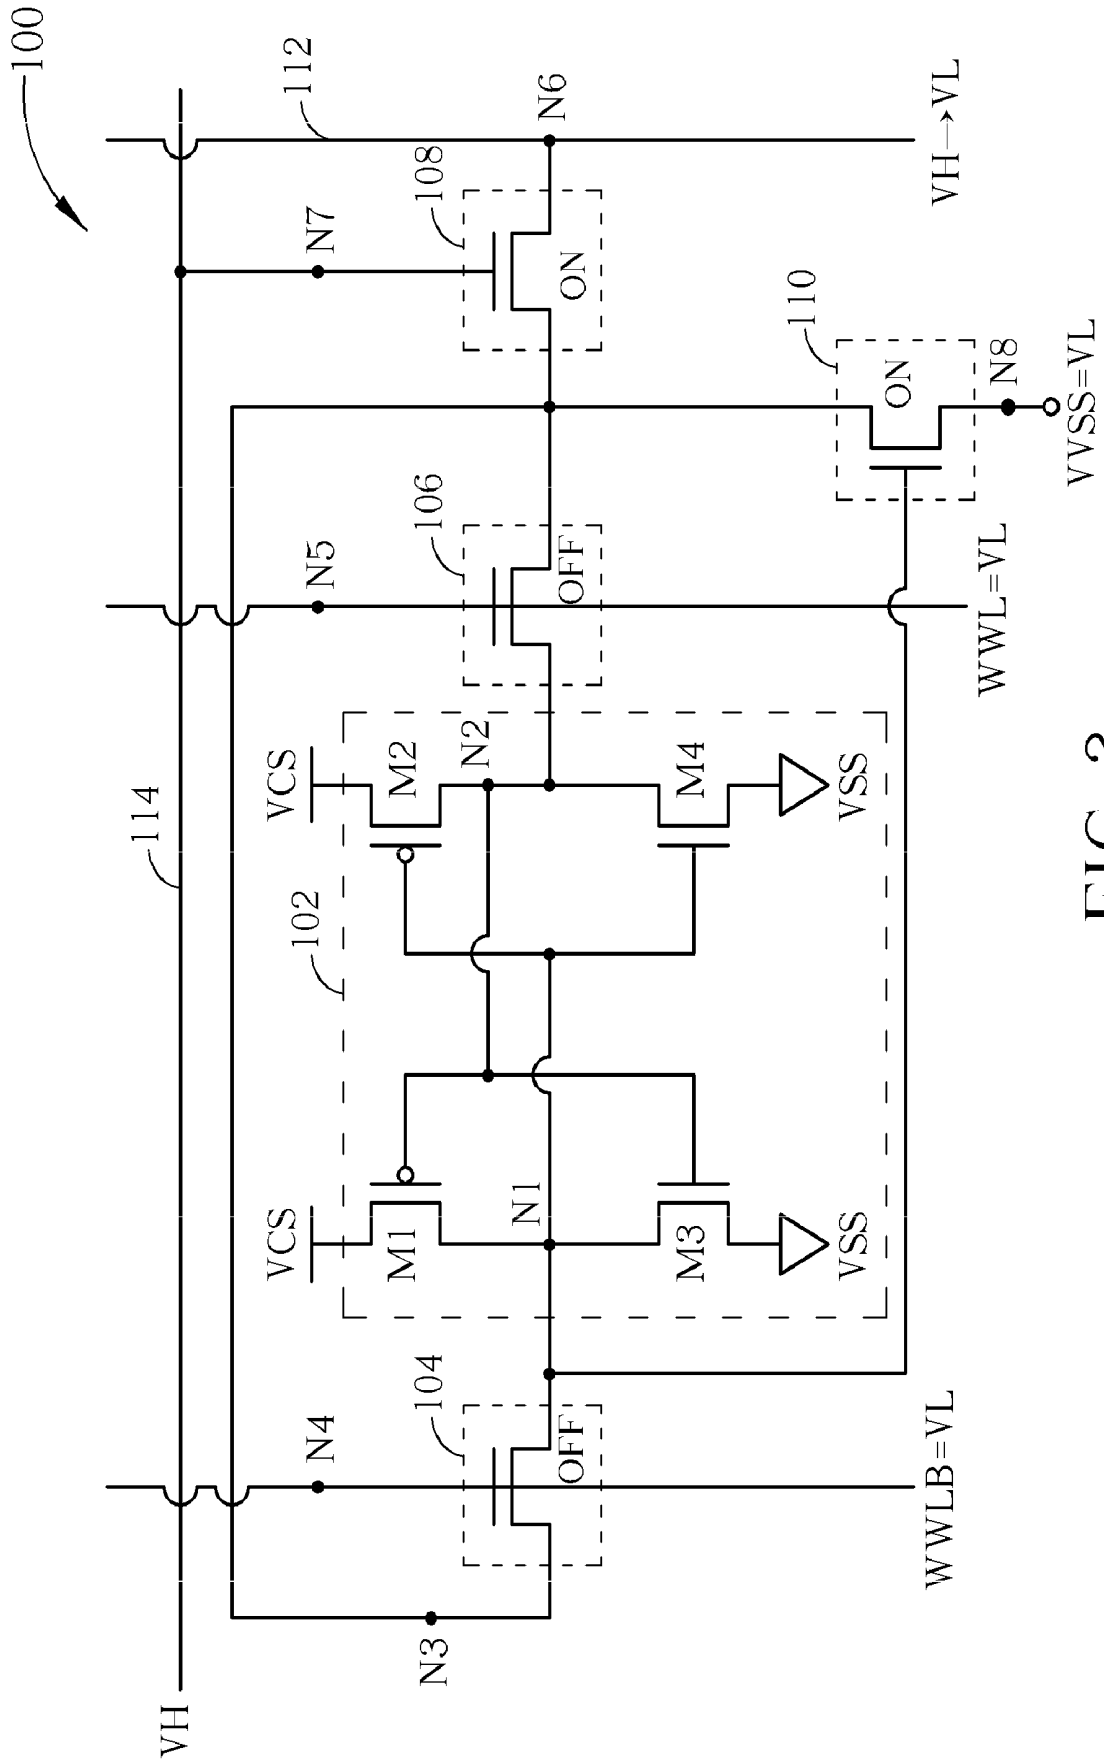 100
114
VH
VCS
VCS
102
112
N4
N5
N7
M1
M2
104
106
108
N3
N2
N1
N6
OFF
OFF
ON
M3
M4
110
VSS
VSS
ON
WWLB=VL
VH→VL
WWL=VL
N8
VVSS=VL
FIG.